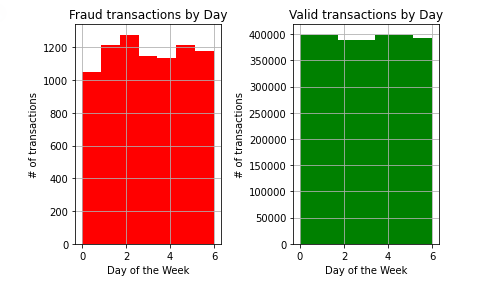 Fraud transactions by Day
# of transactions
1200
1000
800
600
400
200
0
0 2 4 6
Day of the Week
Valid transactions by Day
# of transactions
400000
350000
300000
250000
200000
150000
100000
50000
0
0 2 4 6
Day of the Week